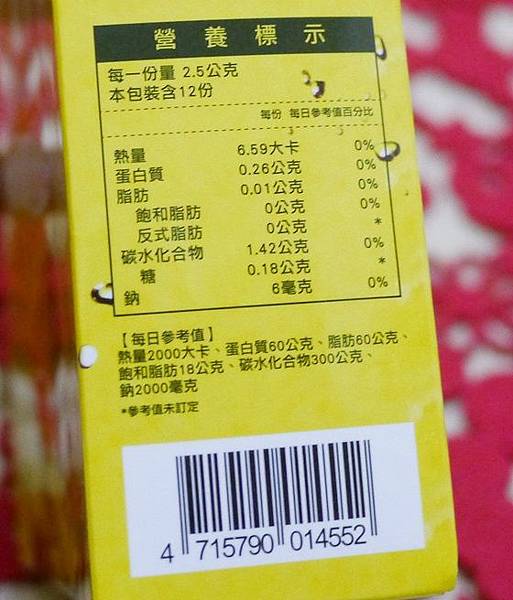 營養標示
每一份量 2.5公克
本包裝含12份
每份 每日參考值百分比
熱量 6.59大卡 0%
蛋白質 0.26公克 0%
脂肪 0.01公克 0%
飽和脂肪 0公克 0%
反式脂肪 0公克 *
碳水化合物 1.42公克 0%
糖 0.18公克 *
鈉 6毫克 0%
【每日參考值】
熱量2000大卡、蛋白質60公克、脂肪60公克、
飽和脂肪18公克、碳水化合物300公克、
鈉2000毫克
*參考值未訂定
4 715790 014552